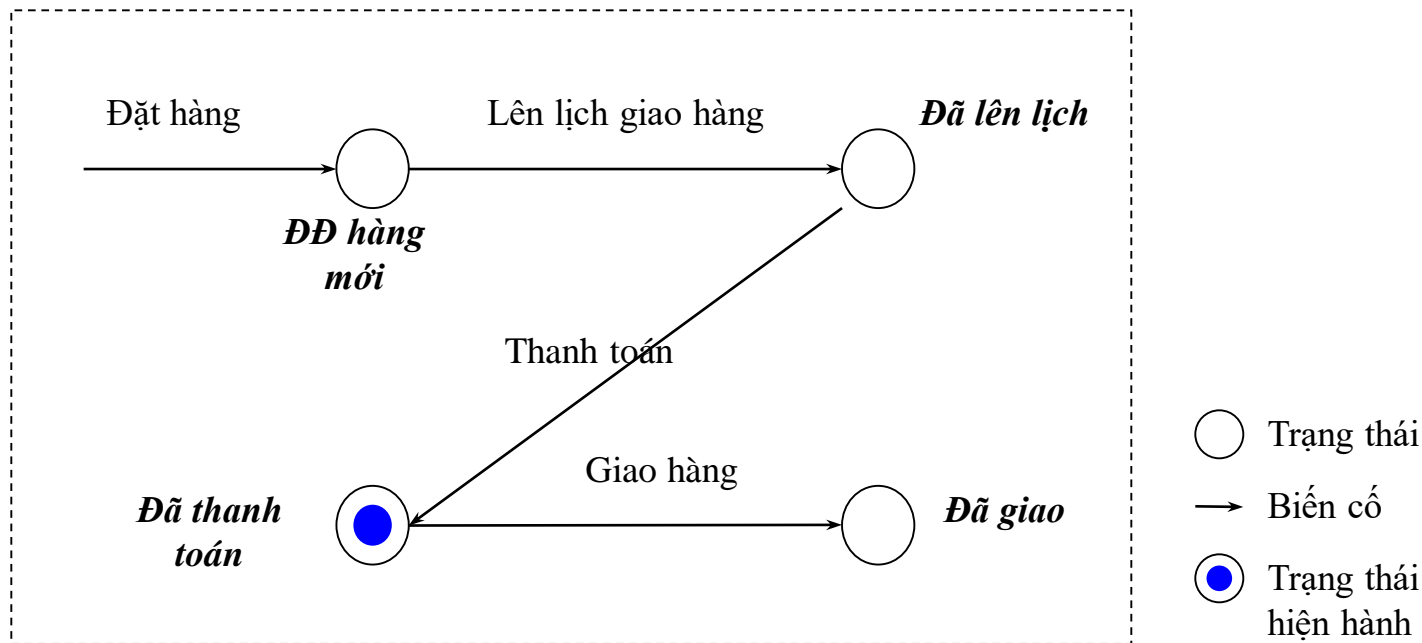 Đặt hàng
Lên lịch giao hàng
Đã lên lịch
ĐĐ hàng
mới
Thanh toán
Giao hàng
Đã thanh
toán
Đã giao
Trạng thái
Biến cố
Trạng thái
hiện hành